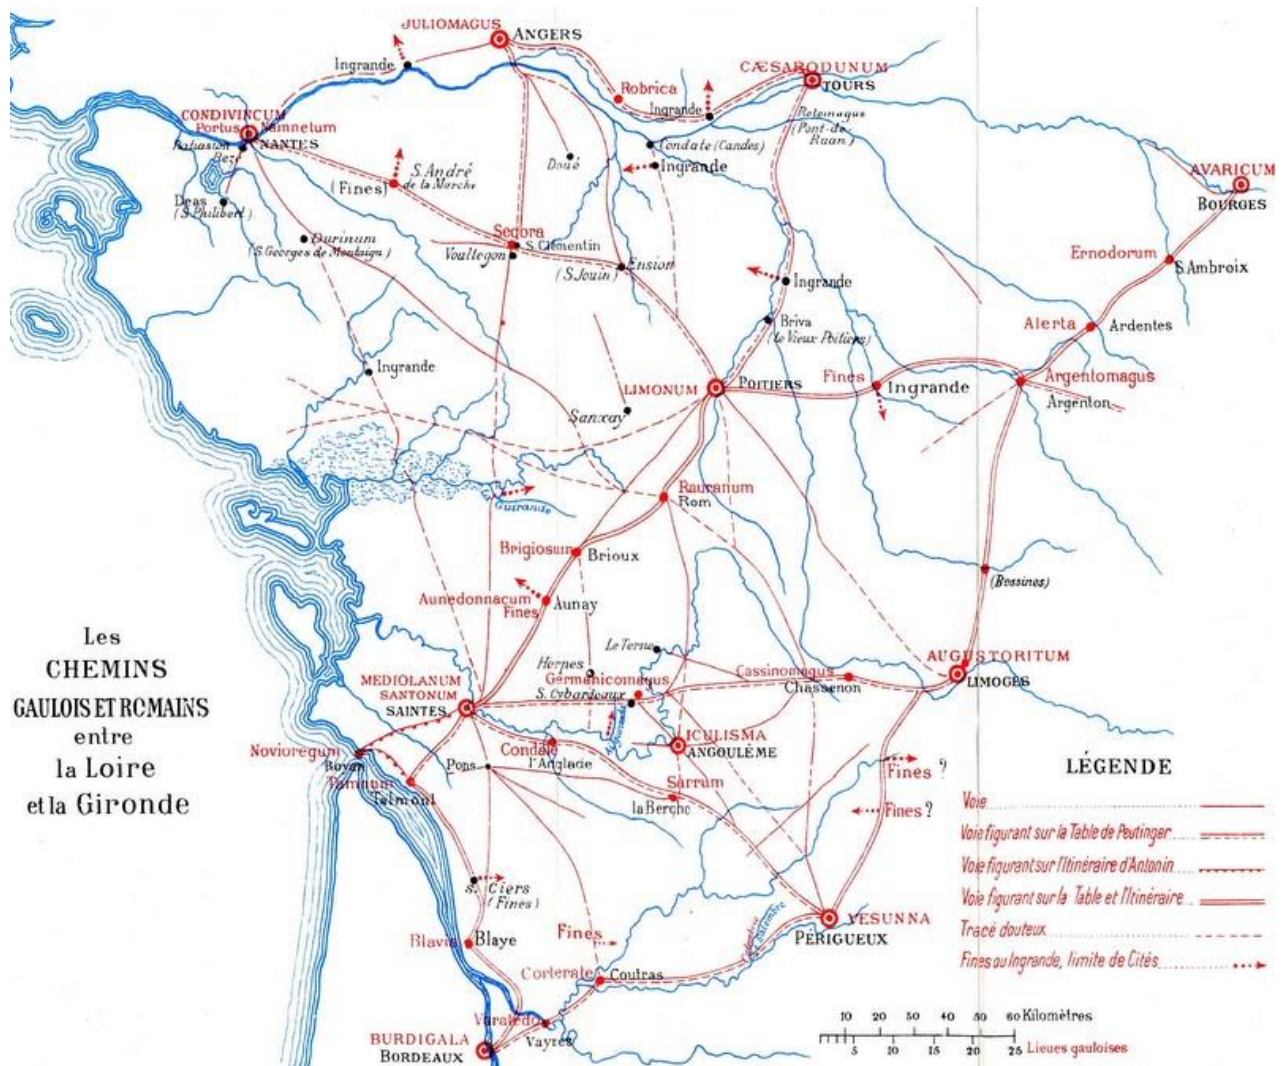 JULIOMAGUS
ANGERS
Ingrande
Robrica
Ingrande
CÆSARODUNUM
TOURS
Rotomagus
(Pont-de-
Ruan)
CONDIVINCUM
Portus Namnetum
NANTES
Ratiatum
Rezé
Deas
(S. Philibert)
(Fines)
S. André
de la Marche
Doué
Condate (Candes)
Ingrande
AVARICUM
BOURGES
Durinum
(S. Georges de Montaigu)
Segora
S. Clémentin
Voultegon
Ension
(S. Jouin)
Ernodorum
S. Ambroix
Ingrande
Briva
(le Vieux Poitiers)
Alerta
Ardentes
Ingrande
LIMONUM
POITIERS
Fines
Ingrande
Argentomagus
Argenton
Sanxay
Rauranum
Rom
Guirande
Brigiosum
Brioux
(Bessines)
Aunedonnacum
Fines
Aunay
Les
CHEMINS
GAULOIS ET ROMAINS
entre
la Loire
et la Gironde
Le Terne
Herpes
Germanicomagus
S. Cybardeaux
Cassinomagus
Chassenon
AUGUSTORITUM
LIMOGES
MEDIOLANUM
SANTONUM
SAINTES
Novioregum
Royan
Tamnum
Talmont
Condate
l'Anglade
Pons
ICULISMA
ANGOULÊME
Sarrum
la Berche
Fines ?
Fines ?
S. Ciers
(Fines)
Blavia
Blaye
Fines
Corterate
Coutras
VESUNNA
PÉRIGUEUX
Varatedo
Vayres
BURDIGALA
BORDEAUX
LÉGENDE
Voie
Voie figurant sur la Table de Peutinger
Voie figurant sur l'Itinéraire d'Antonin
Voie figurant sur la Table et l'Itinéraire
Tracé douteux
Fines ou Ingrande, limite de Cités
10 20 30 40 50 60 Kilomètres
5 10 15 20 25 Lieues gauloises